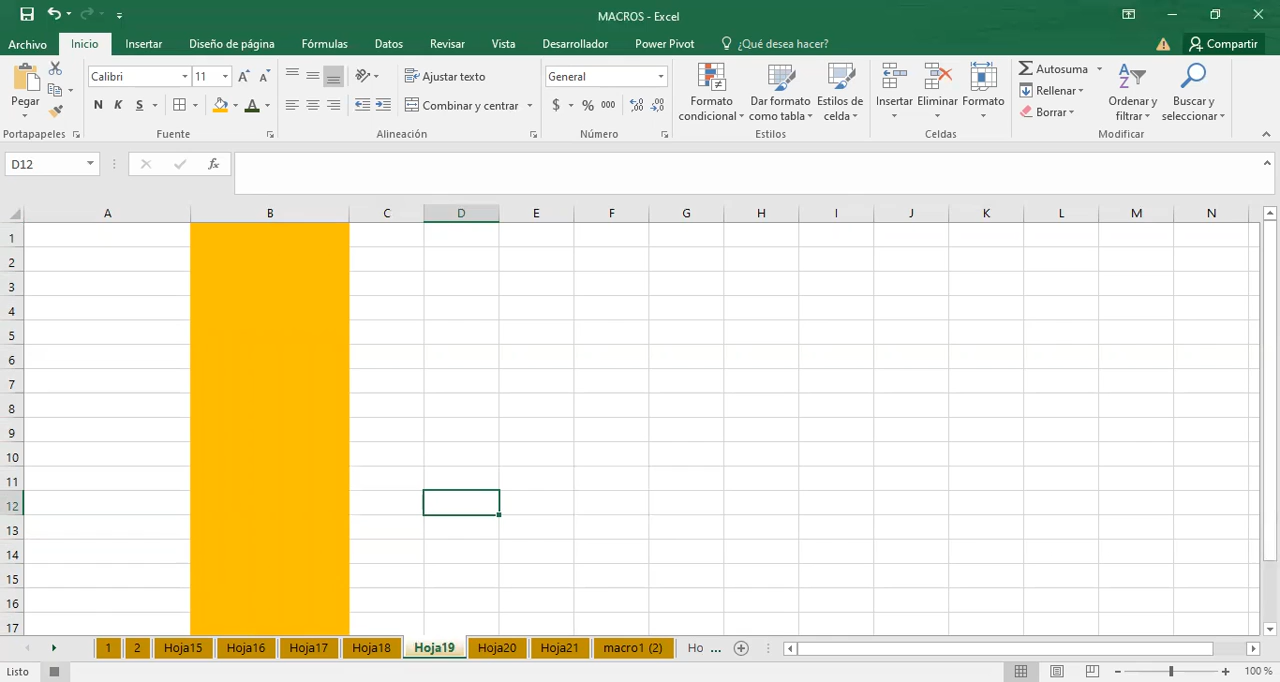 MACROS - Excel
Archivo Inicio Insertar Diseño de página Fórmulas Datos Revisar Vista Desarrollador Power Pivot ¿Qué desea hacer? Compartir
Pegar
Calibri 11
N K S
Ajustar texto
Combinar y centrar
General
$ % 000
Formato condicional
Dar formato como tabla
Estilos de celda
Insertar Eliminar Formato
Autosuma
Rellenar
Borrar
Ordenar y filtrar
Buscar y seleccionar
Portapapeles Fuente Alineación Número Estilos Celdas Modificar
D12 fx
A B C D E F G H I J K L M N
1
2
3
4
5
6
7
8
9
10
11
12
13
14
15
16
17
1 2 Hoja15 Hoja16 Hoja17 Hoja18 Hoja19 Hoja20 Hoja21 macro1 (2) Ho ...
Listo 100 %